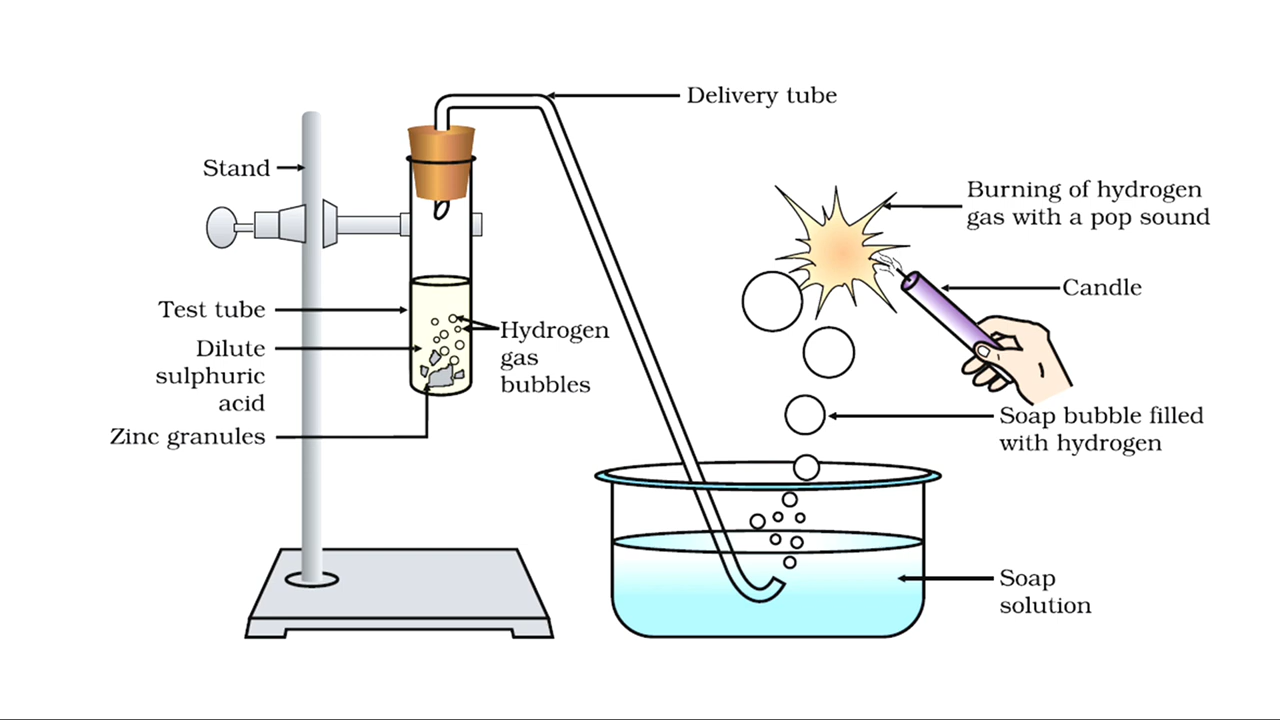 Delivery tube
Stand
Burning of hydrogen
gas with a pop sound
Candle
Test tube
Hydrogen
gas
bubbles
Dilute
sulphuric
acid
Zinc granules
Soap bubble filled
with hydrogen
Soap
solution